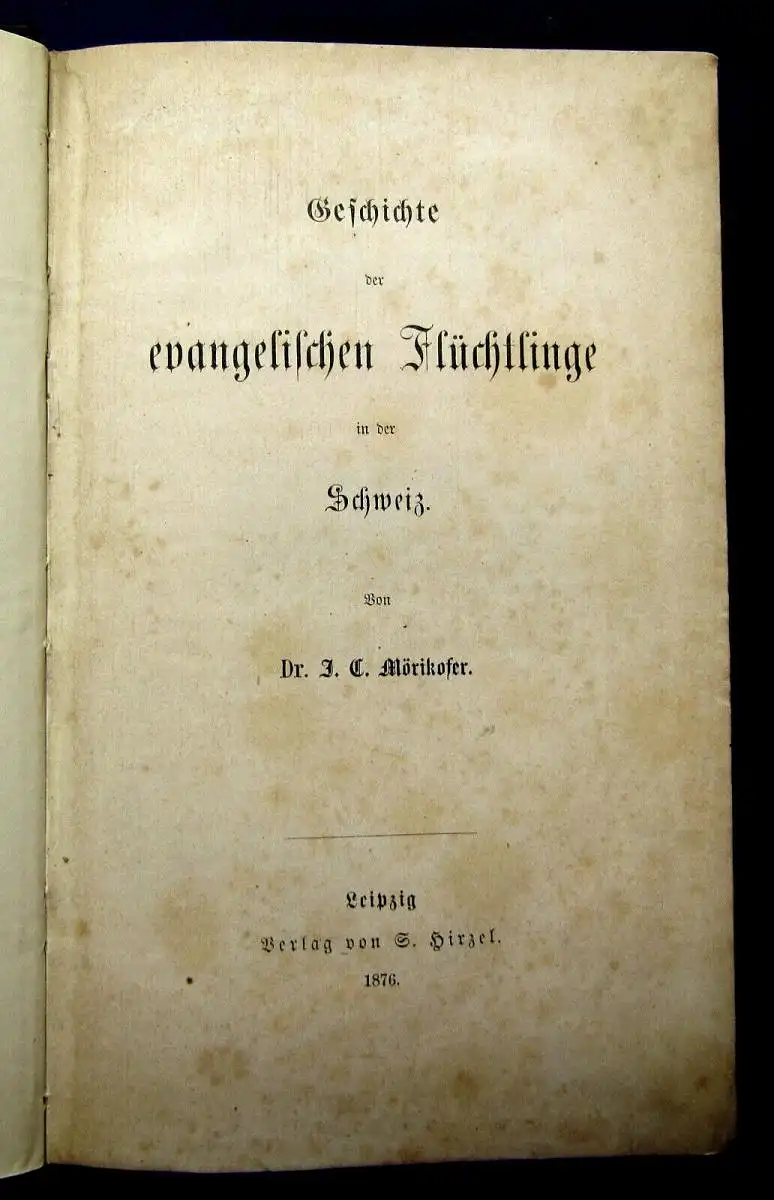 Geschichte
der
evangelischen Flüchtlinge
in der
Schweiz.
Von
Dr. J. C. Mörikofer.
Leipzig
Verlag von S. Hirzel.
1876.